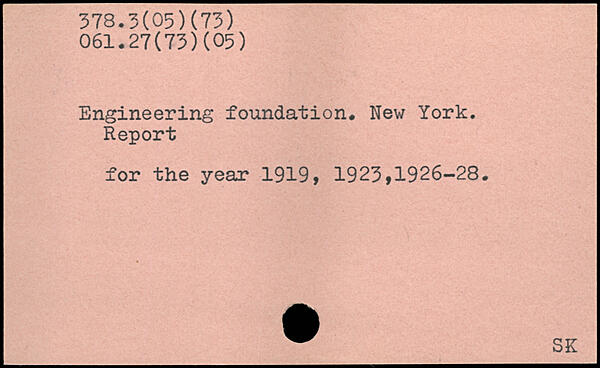 378.3(05)(73)
061.27(73)(05)
Engineering foundation. New York.
Report
for the year 1919, 1923,1926-28.
SK